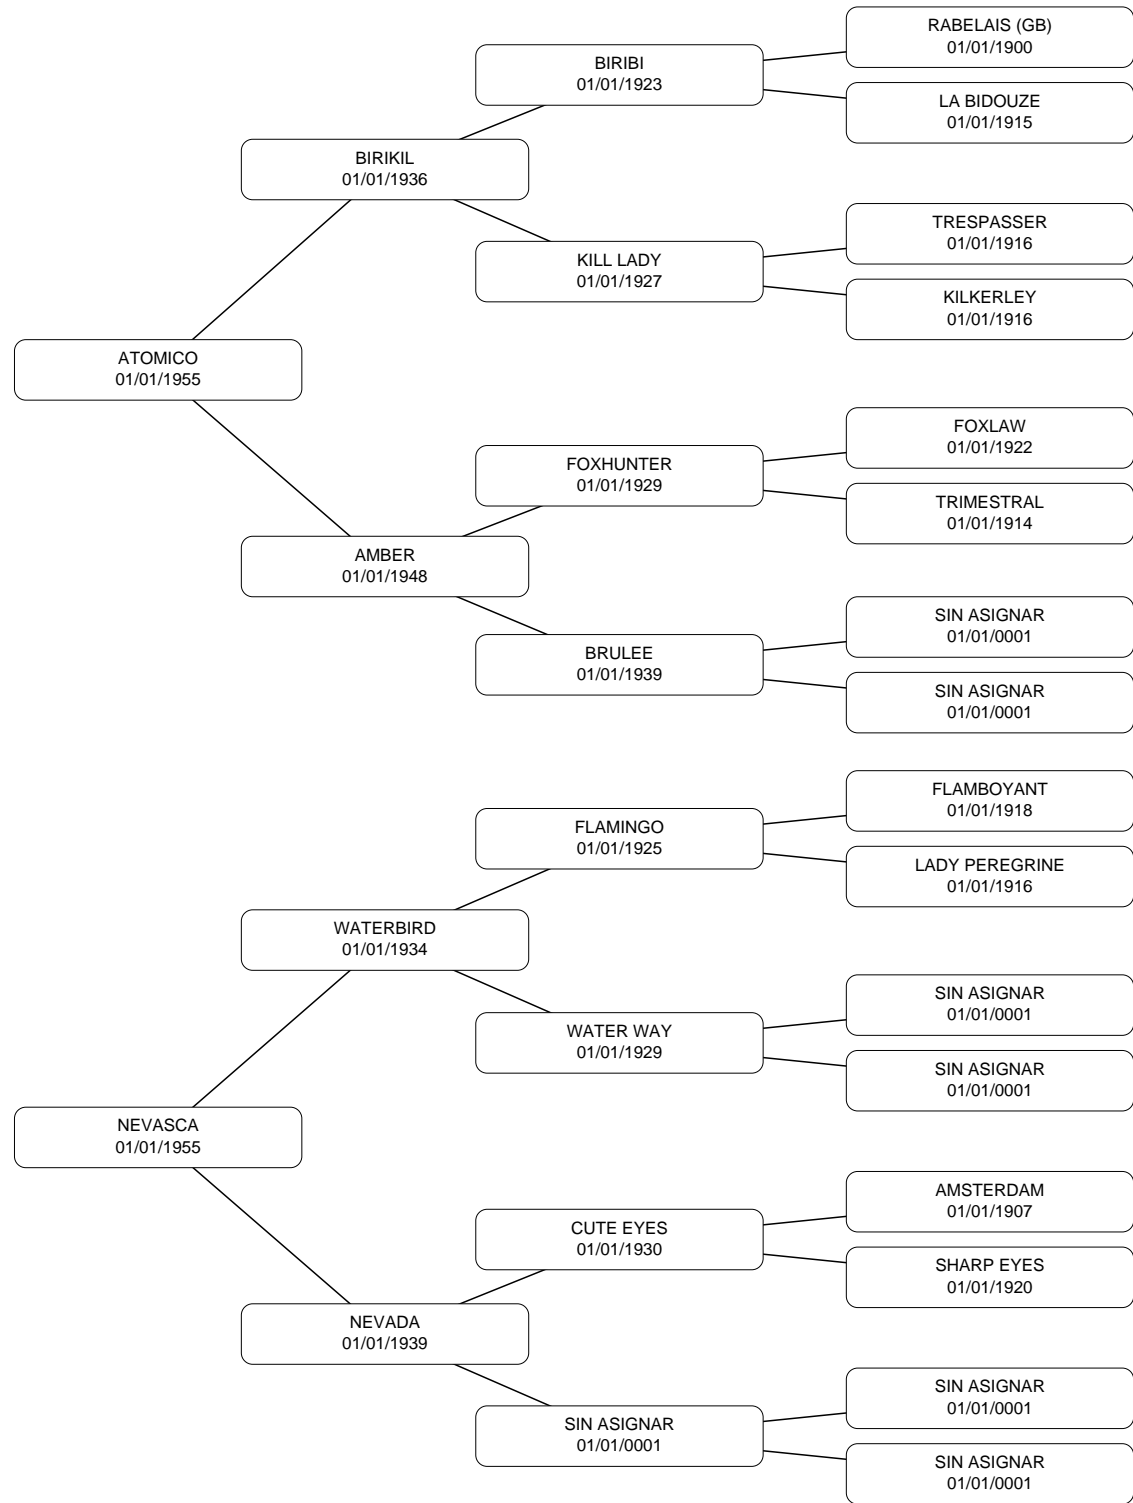 RABELAIS (GB)
01/01/1900
BIRIBI
01/01/1923
LA BIDOUZE
01/01/1915
BIRIKIL
01/01/1936
TRESPASSER
01/01/1916
KILL LADY
01/01/1927
KILKERLEY
01/01/1916
ATOMICO
01/01/1955
FOXLAW
01/01/1922
FOXHUNTER
01/01/1929
TRIMESTRAL
01/01/1914
AMBER
01/01/1948
SIN ASIGNAR
01/01/0001
BRULEE
01/01/1939
SIN ASIGNAR
01/01/0001
FLAMBOYANT
01/01/1918
FLAMINGO
01/01/1925
LADY PEREGRINE
01/01/1916
WATERBIRD
01/01/1934
SIN ASIGNAR
01/01/0001
WATER WAY
01/01/1929
SIN ASIGNAR
01/01/0001
NEVASCA
01/01/1955
AMSTERDAM
01/01/1907
CUTE EYES
01/01/1930
SHARP EYES
01/01/1920
NEVADA
01/01/1939
SIN ASIGNAR
01/01/0001
SIN ASIGNAR
01/01/0001
SIN ASIGNAR
01/01/0001